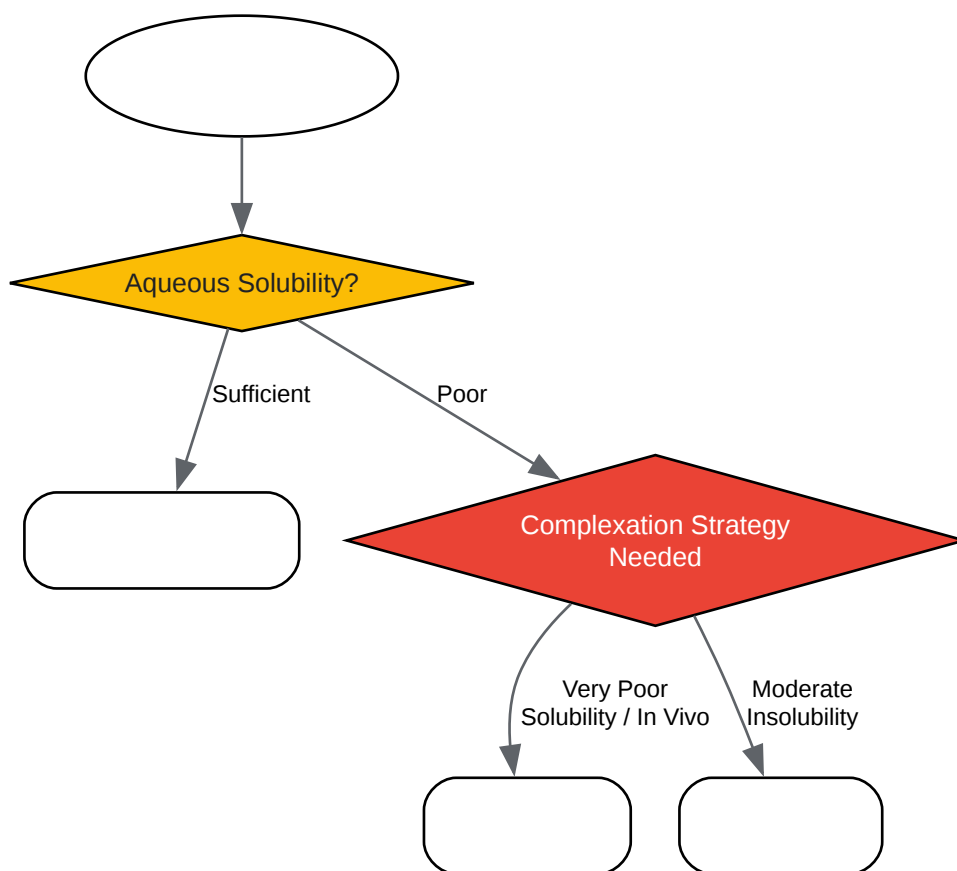 Aqueous Solubility?
Sufficient
Poor
Complexation Strategy
Needed
Very Poor
Solubility / In Vivo
Moderate
Insolubility